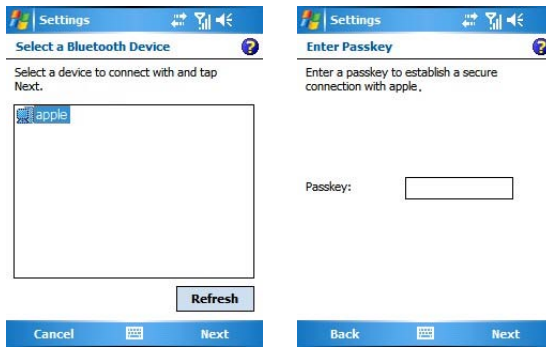 Settings
Select a Bluetooth Device
?
Select a device to connect with and tap
Next.
apple
Refresh
Cancel
Next
Settings
Enter Passkey
?
Enter a passkey to establish a secure
connection with apple.
Passkey:
Back
Next